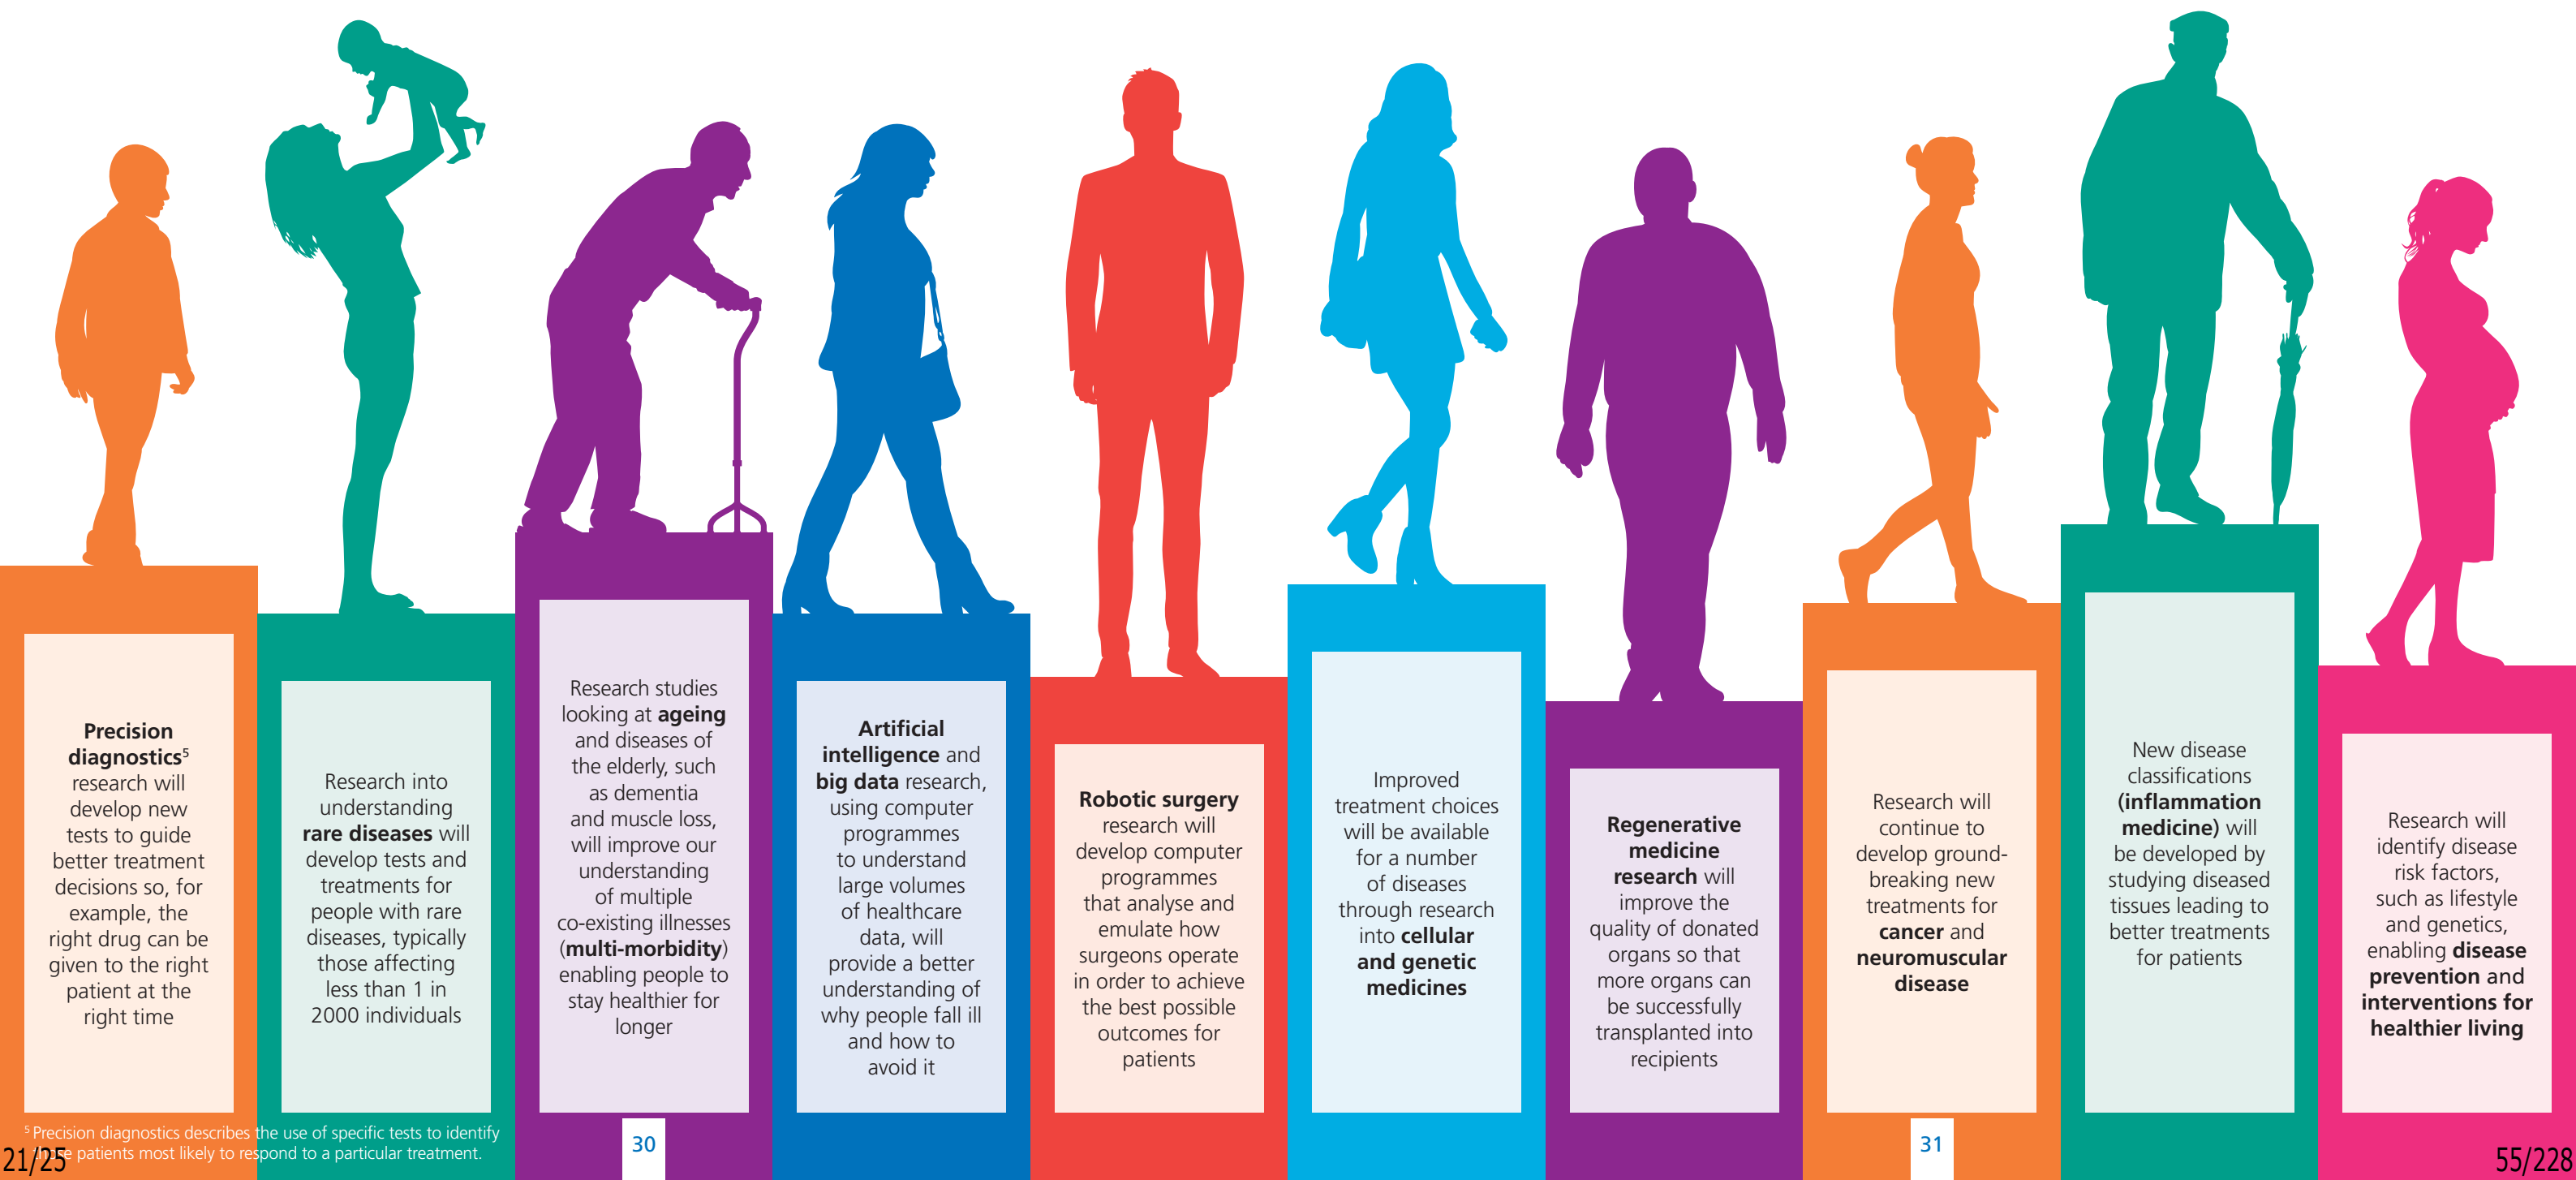 Precision
diagnostics⁵
research will
develop new
tests to guide
better treatment
decisions so, for
example, the
right drug can be
given to the right
patient at the
right time
Research into
understanding
rare diseases will
develop tests and
treatments for
people with rare
diseases, typically
those affecting
less than 1 in
2000 individuals
Research studies
looking at ageing
and diseases of
the elderly, such
as dementia
and muscle loss,
will improve our
understanding
of multiple
co-existing illnesses
(multi-morbidity)
enabling people to
stay healthier for
longer
Artificial
intelligence and
big data research,
using computer
programmes
to understand
large volumes
of healthcare
data, will
provide a better
understanding of
why people fall ill
and how to
avoid it
Robotic surgery
research will
develop computer
programmes
that analyse and
emulate how
surgeons operate
in order to achieve
the best possible
outcomes for
patients
Improved
treatment choices
will be available
for a number
of diseases
through research
into cellular
and genetic
medicines
Regenerative
medicine
research will
improve the
quality of donated
organs so that
more organs can
be successfully
transplanted into
recipients
Research will
continue to
develop ground-
breaking new
treatments for
cancer and
neuromuscular
disease
New disease
classifications
(inflammation
medicine) will
be developed by
studying diseased
tissues leading to
better treatments
for patients
Research will
identify disease
risk factors,
such as lifestyle
and genetics,
enabling disease
prevention and
interventions for
healthier living
⁵ Precision diagnostics describes the use of specific tests to identify
those patients most likely to respond to a particular treatment.
21/25
30
31
55/228